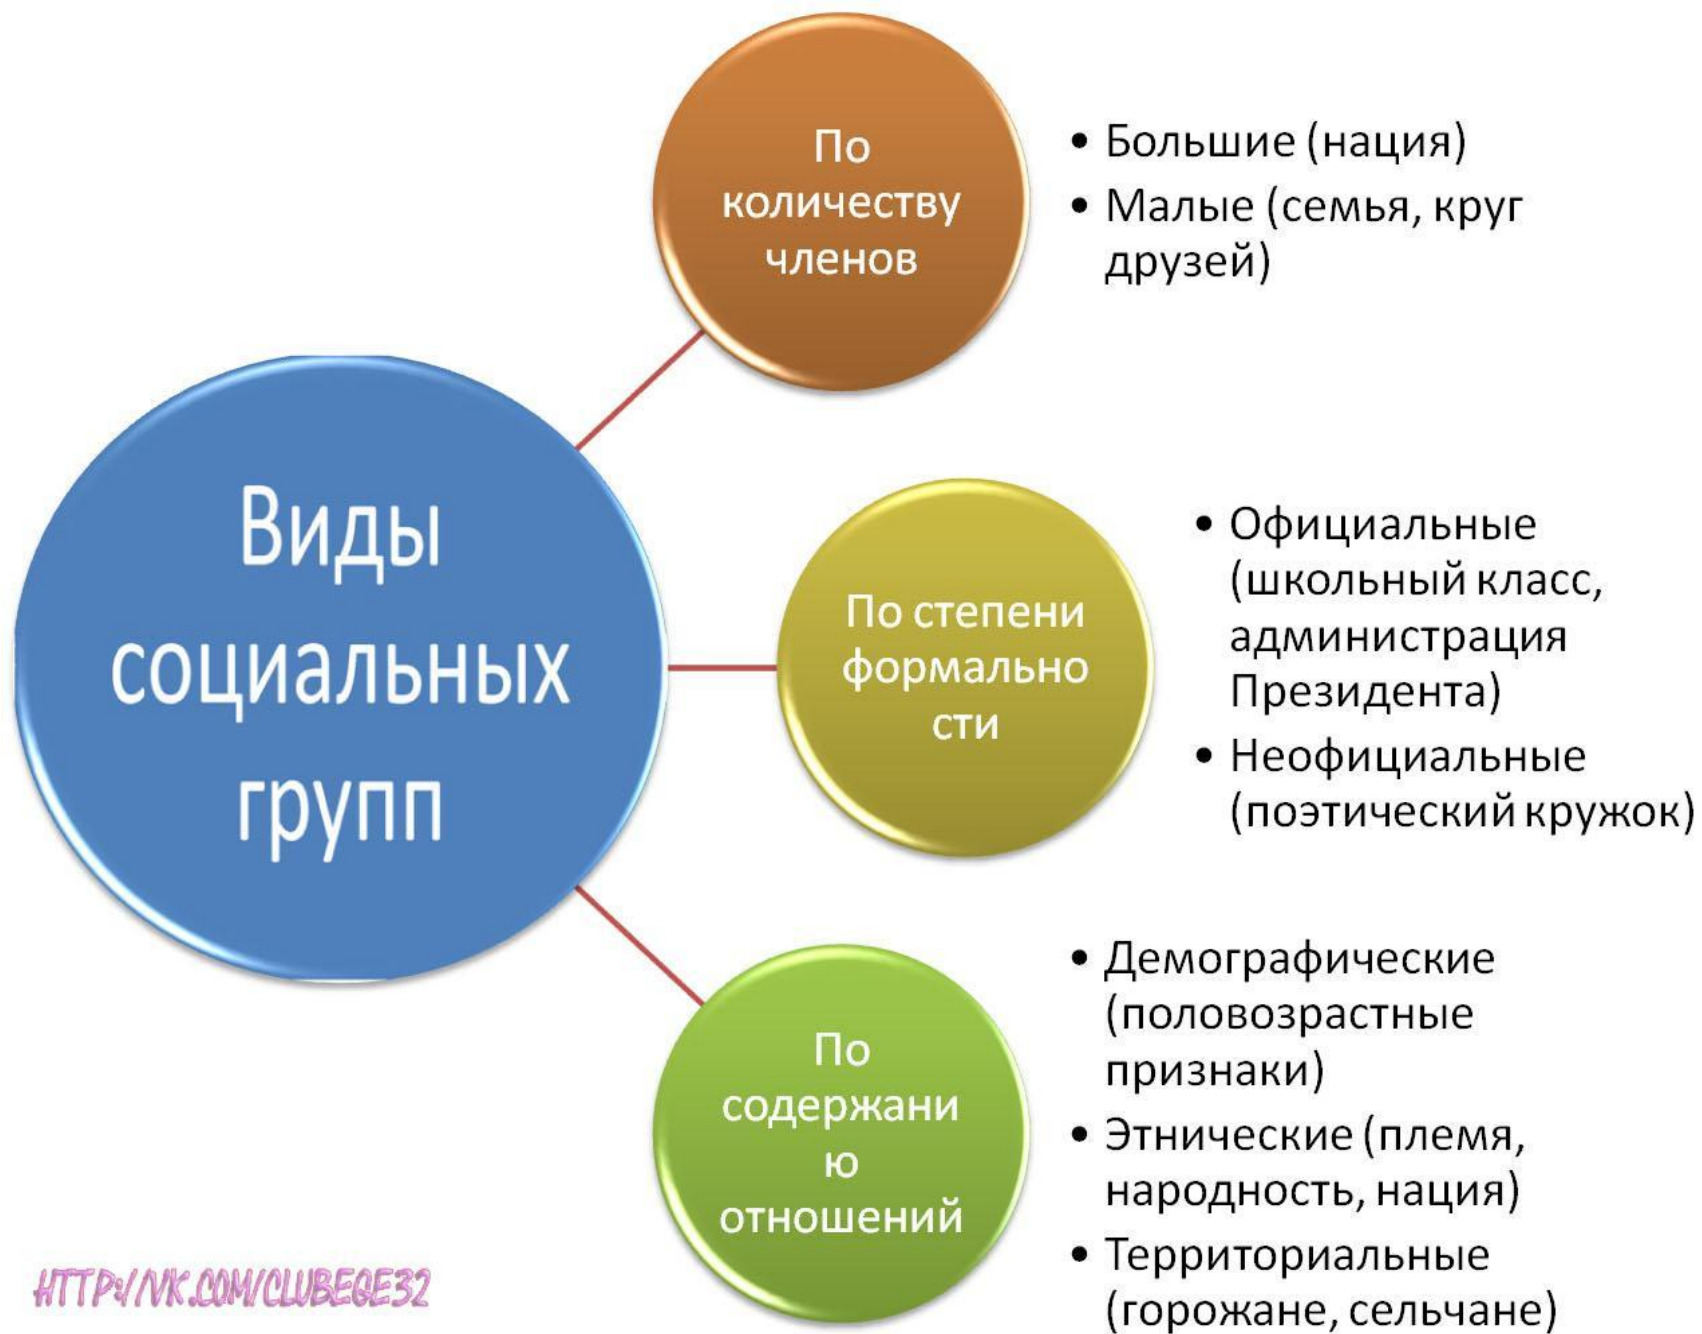 Виды
социальных
групп
По
количеству
членов
• Большие (нация)
• Малые (семья, круг
друзей)
По степени
формально
сти
• Официальные
(школьный класс,
администрация
Президента)
• Неофициальные
(поэтический кружок)
По
содержани
ю
отношений
• Демографические
(половозрастные
признаки)
• Этнические (племя,
народность, нация)
• Территориальные
(горожане, сельчане)
HTTP://VK.COM/CLUBEGE32